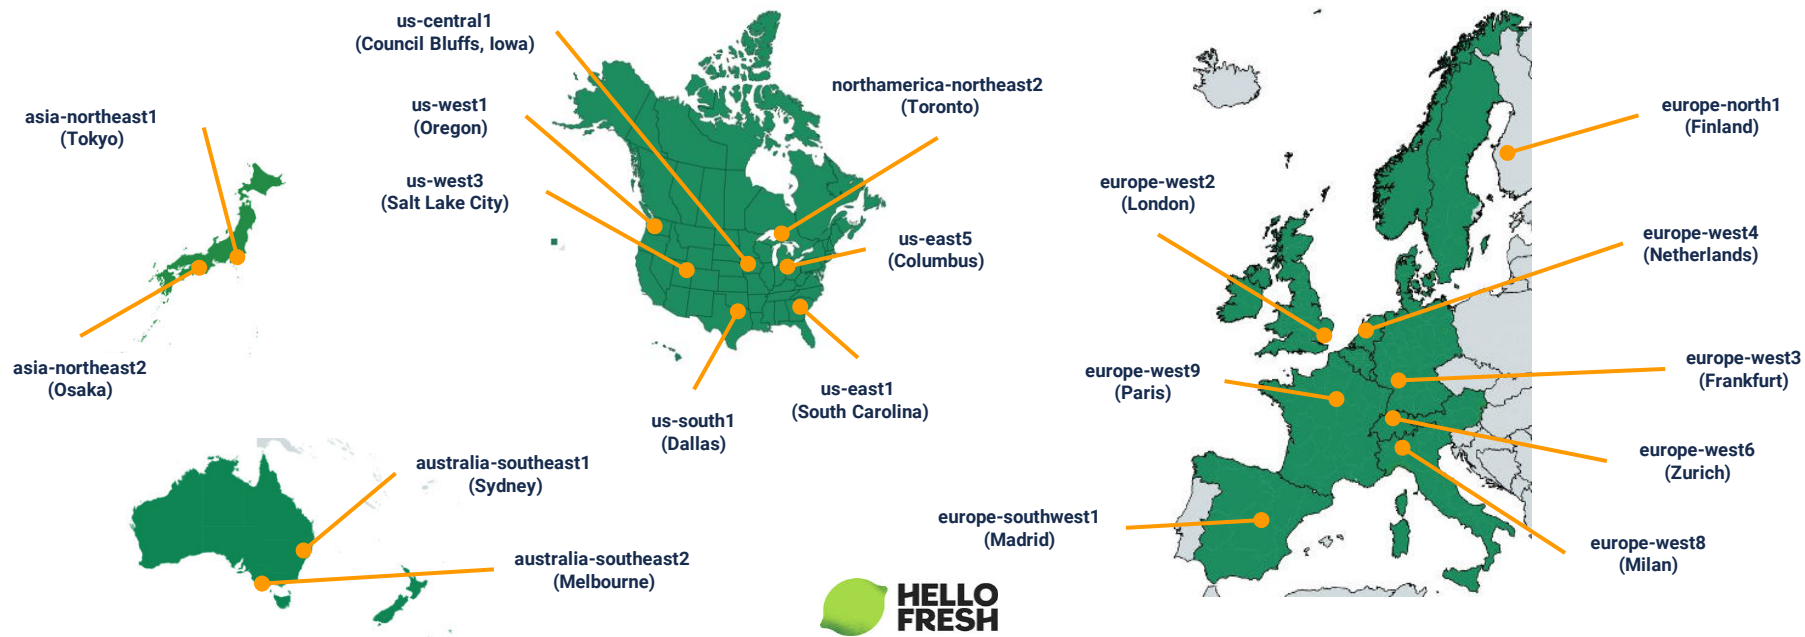 asia-northeast1
(Tokyo)
asia-northeast2
(Osaka)
us-central1
(Council Bluffs, Iowa)
us-west1
(Oregon)
us-west3
(Salt Lake City)
northamerica-northeast2
(Toronto)
us-east5
(Columbus)
us-east1
(South Carolina)
us-south1
(Dallas)
australia-southeast1
(Sydney)
australia-southeast2
(Melbourne)
europe-north1
(Finland)
europe-west2
(London)
europe-west4
(Netherlands)
europe-west9
(Paris)
europe-west3
(Frankfurt)
europe-west6
(Zurich)
europe-southwest1
(Madrid)
europe-west8
(Milan)
HELLO
FRESH